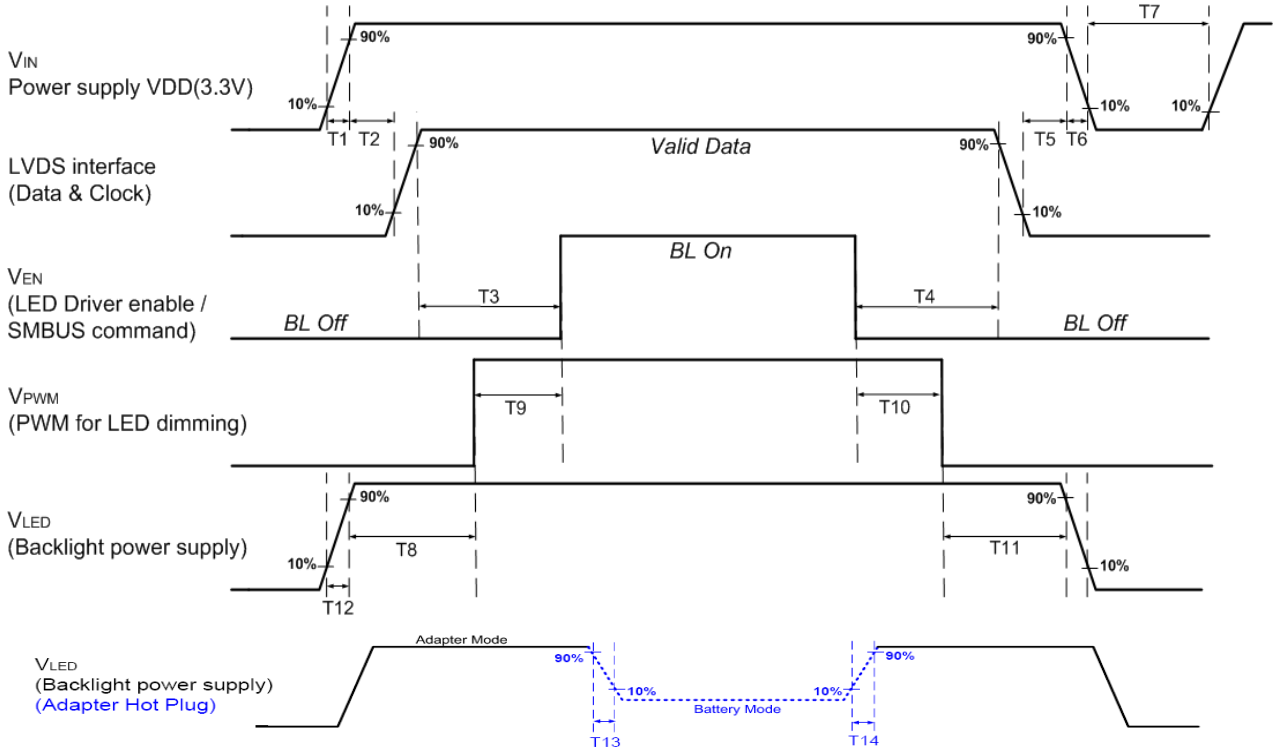 T7
90%
90%
VIN
Power supply VDD(3.3V)
10%
10%
10%
T1
T2
T5
T6
90%
Valid Data
90%
LVDS interface
(Data & Clock)
10%
10%
BL On
VEN
(LED Driver enable /
SMBUS command)
T3
T4
BL Off
BL Off
VPWM
(PWM for LED dimming)
T9
T10
90%
90%
VLED
(Backlight power supply)
T8
T11
10%
10%
T12
Adapter Mode
90%
90%
VLED
(Backlight power supply)
(Adapter Hot Plug)
10%
10%
Battery Mode
T13
T14